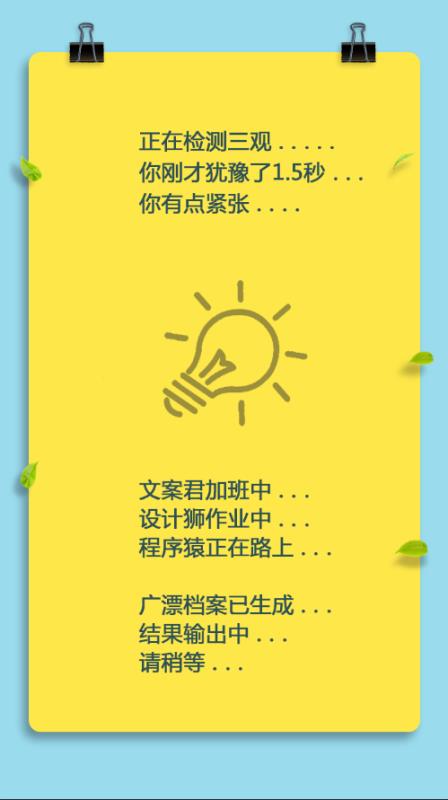 正在检测三观 . . . . .
你刚才犹豫了1.5秒 . . .
你有点紧张 . . . .
文案君加班中 . . .
设计狮作业中 . . .
程序猿正在路上 . . .
广漂档案已生成 . . .
结果输出中 . . .
请稍等 . . .